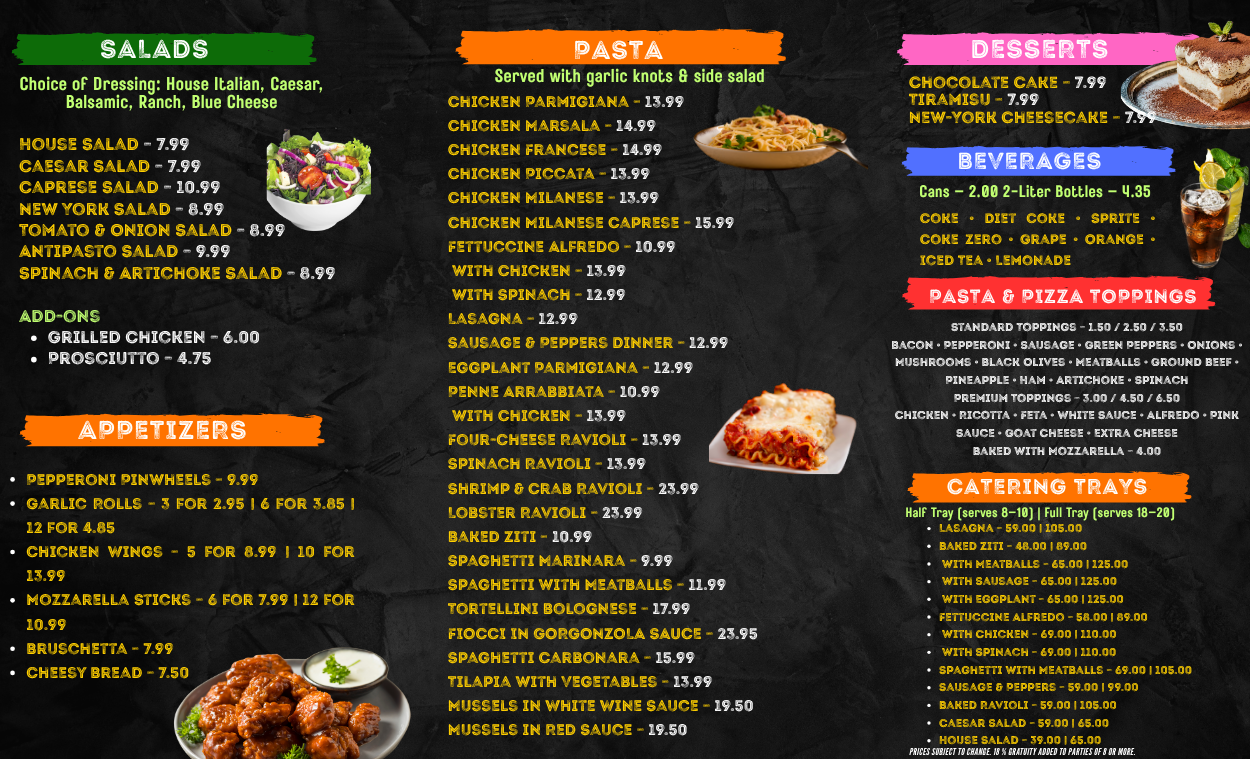 SALADS
Choice of Dressing: House Italian, Caesar,
Balsamic, Ranch, Blue Cheese
HOUSE SALAD – 7.99
CAESAR SALAD – 7.99
CAPRESE SALAD – 10.99
NEW YORK SALAD – 8.99
TOMATO & ONION SALAD – 8.99
ANTIPASTO SALAD – 9.99
SPINACH & ARTICHOKE SALAD – 8.99
ADD-ONS
• GRILLED CHICKEN – 6.00
• PROSCIUTTO – 4.75
APPETIZERS
• PEPPERONI PINWHEELS – 9.99
• GARLIC ROLLS – 3 FOR 2.95 | 6 FOR 3.85 |
12 FOR 4.85
• CHICKEN WINGS – 5 FOR 8.99 | 10 FOR
13.99
• MOZZARELLA STICKS – 6 FOR 7.99 | 12 FOR
10.99
• BRUSCHETTA – 7.99
• CHEESY BREAD – 7.50
PASTA
Served with garlic knots & side salad
CHICKEN PARMIGIANA – 13.99
CHICKEN MARSALA – 14.99
CHICKEN FRANCESE – 14.99
CHICKEN PICCATA – 13.99
CHICKEN MILANESE – 13.99
CHICKEN MILANESE CAPRESE – 15.99
FETTUCCINE ALFREDO – 10.99
WITH CHICKEN – 13.99
WITH SPINACH – 12.99
LASAGNA – 12.99
SAUSAGE & PEPPERS DINNER – 12.99
EGGPLANT PARMIGIANA – 12.99
PENNE ARRABBIATA – 10.99
WITH CHICKEN – 13.99
FOUR-CHEESE RAVIOLI – 13.99
SPINACH RAVIOLI – 13.99
SHRIMP & CRAB RAVIOLI – 23.99
LOBSTER RAVIOLI – 23.99
BAKED ZITI – 10.99
SPAGHETTI MARINARA – 9.99
SPAGHETTI WITH MEATBALLS – 11.99
TORTELLINI BOLOGNESE – 17.99
FIOCCI IN GORGONZOLA SAUCE – 23.95
SPAGHETTI CARBONARA – 15.99
TILAPIA WITH VEGETABLES – 13.99
MUSSELS IN WHITE WINE SAUCE – 19.50
MUSSELS IN RED SAUCE – 19.50
DESSERTS
CHOCOLATE CAKE – 7.99
TIRAMISU – 7.99
NEW-YORK CHEESECAKE – 7.99
BEVERAGES
Cans – 2.00 2-Liter Bottles – 4.35
COKE • DIET COKE • SPRITE •
COKE ZERO • GRAPE • ORANGE •
ICED TEA • LEMONADE
PASTA & PIZZA TOPPINGS
STANDARD TOPPINGS – 1.50 / 2.50 / 3.50
BACON • PEPPERONI • SAUSAGE • GREEN PEPPERS • ONIONS •
MUSHROOMS • BLACK OLIVES • MEATBALLS • GROUND BEEF •
PINEAPPLE • HAM • ARTICHOKE • SPINACH
PREMIUM TOPPINGS – 3.00 / 4.50 / 6.50
CHICKEN • RICOTTA • FETA • WHITE SAUCE • ALFREDO • PINK
SAUCE • GOAT CHEESE • EXTRA CHEESE
BAKED WITH MOZZARELLA – 4.00
CATERING TRAYS
Half Tray (serves 8–10) | Full Tray (serves 18–20)
• LASAGNA – 59.00 | 105.00
• BAKED ZITI – 48.00 | 89.00
• WITH MEATBALLS – 65.00 | 125.00
• WITH SAUSAGE – 65.00 | 125.00
• WITH EGGPLANT – 65.00 | 125.00
• FETTUCCINE ALFREDO – 58.00 | 89.00
• WITH CHICKEN – 69.00 | 110.00
• WITH SPINACH – 69.00 | 110.00
• SPAGHETTI WITH MEATBALLS – 69.00 | 105.00
• SAUSAGE & PEPPERS – 59.00 | 99.00
• BAKED RAVIOLI – 59.00 | 105.00
• CAESAR SALAD – 59.00 | 65.00
• HOUSE SALAD – 39.00 | 65.00
PRICES SUBJECT TO CHANGE. 18 % GRATUITY ADDED TO PARTIES OF 8 OR MORE.